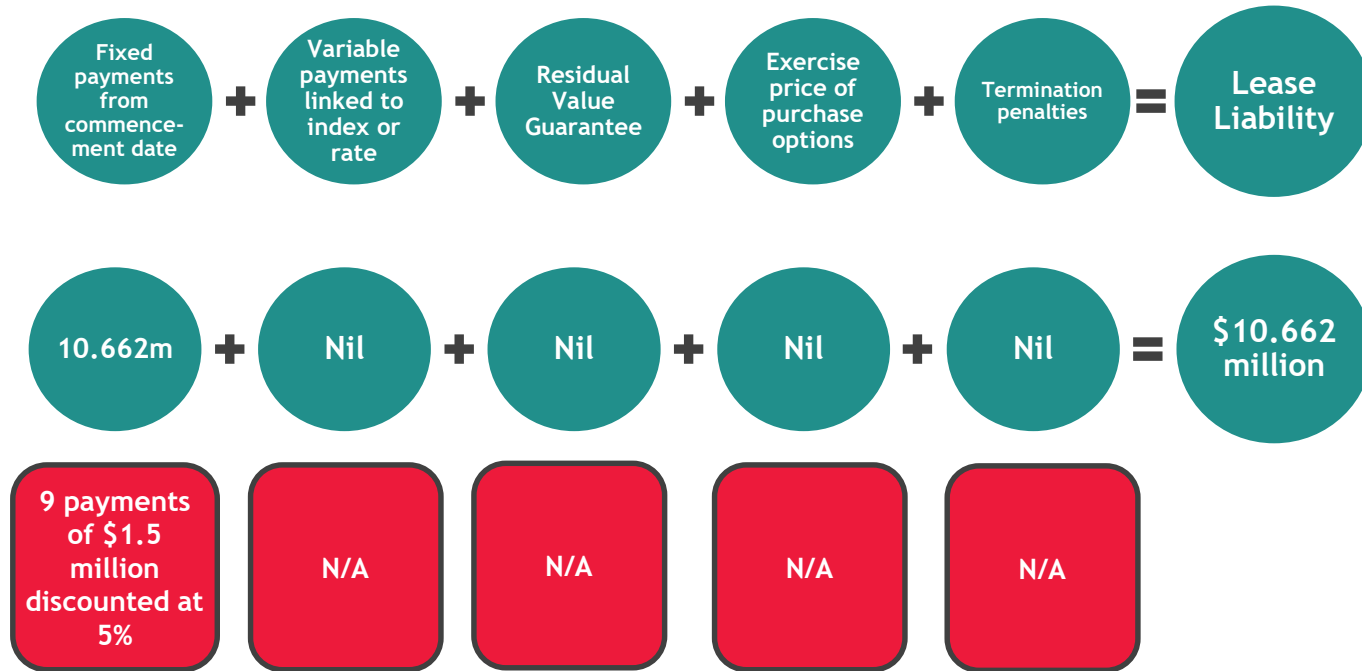 Fixed
payments
from
commence-
ment date
+
Variable
payments
linked to
index or
rate
+
Residual
Value
Guarantee
+
Exercise
price of
purchase
options
+
Termination
penalties
=
Lease
Liability
10.662m
+
Nil
+
Nil
+
Nil
+
Nil
=
$10.662
million
9 payments
of $1.5
million
discounted at
5%
N/A
N/A
N/A
N/A